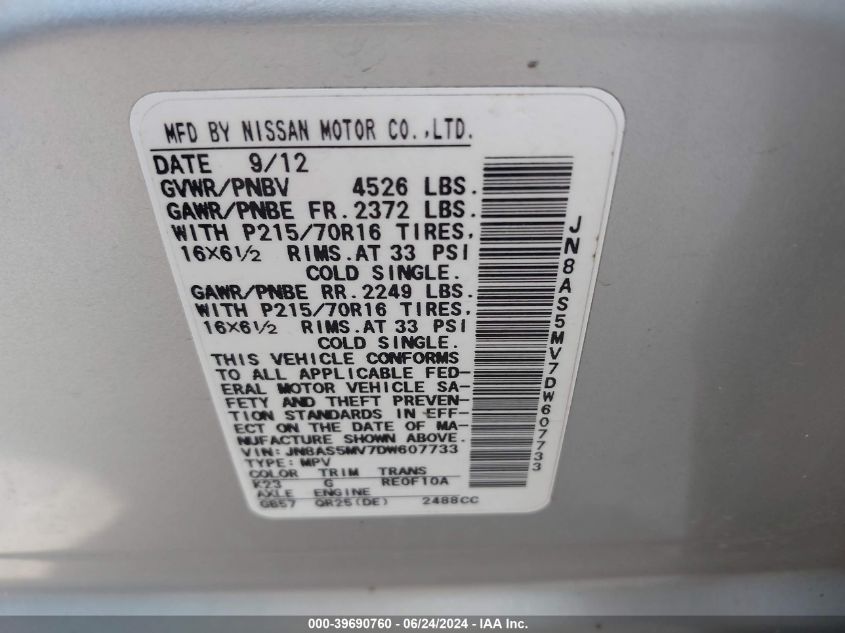 MFD BY NISSAN MOTOR CO.,LTD.
DATE 9/12
GVWR/PNBV 4526 LBS.
GAWR/PNBE FR.2372 LBS.
WITH P215/70R16 TIRES.
16X6½ RIMS.AT 33 PSI
COLD SINGLE.
GAWR/PNBE RR.2249 LBS.
WITH P215/70R16 TIRES.
16X6½ RIMS.AT 33 PSI
COLD SINGLE.
THIS VEHICLE CONFORMS
TO ALL APPLICABLE FED-
ERAL MOTOR VEHICLE SA-
FETY AND THEFT PREVEN-
TION STANDARDS IN EFF-
ECT ON THE DATE OF MA-
NUFACTURE SHOWN ABOVE.
VIN: JN8AS5MV7DW607733
TYPE: MPV
COLOR TRIM TRANS
K23 G RE0F10A
AXLE ENGINE
GB57 QR25(DE) 2488CC
JN8AS5MV7DW607733
000-39690760 - 06/24/2024 - IAA Inc.